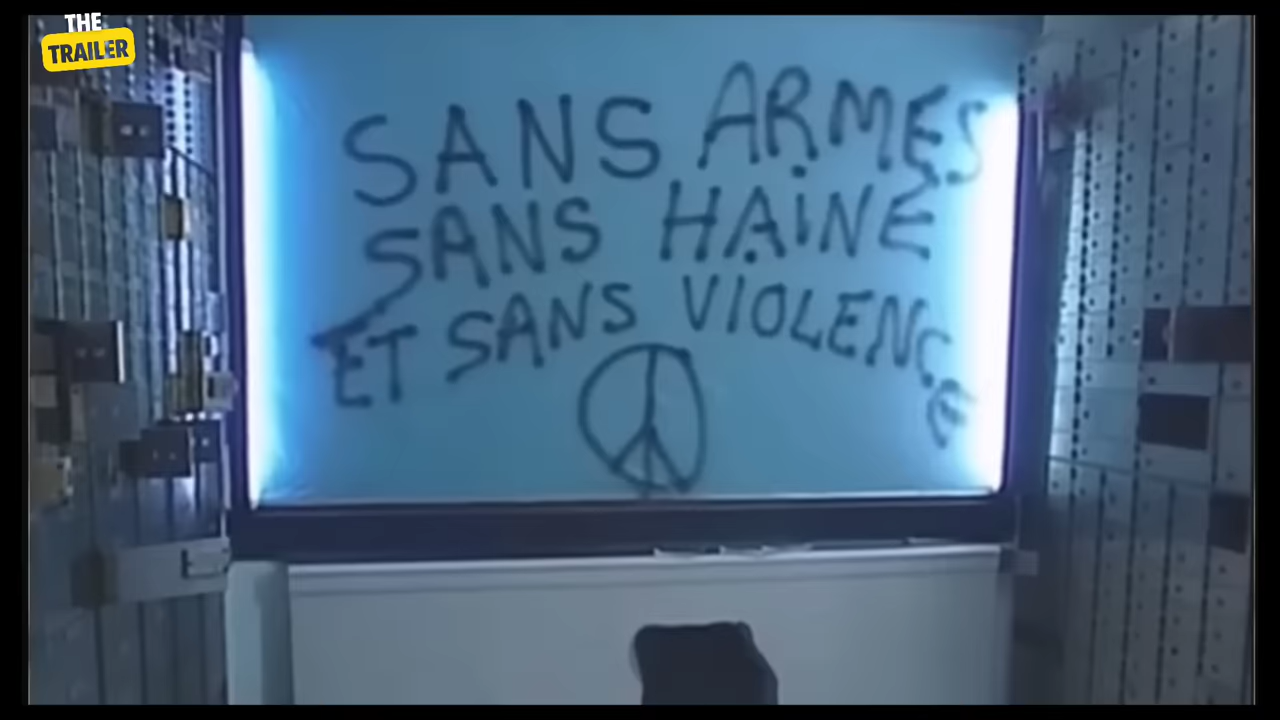 THE
TRAILER
SANS ARMES
SANS HAINE
ET SANS VIOLENCE